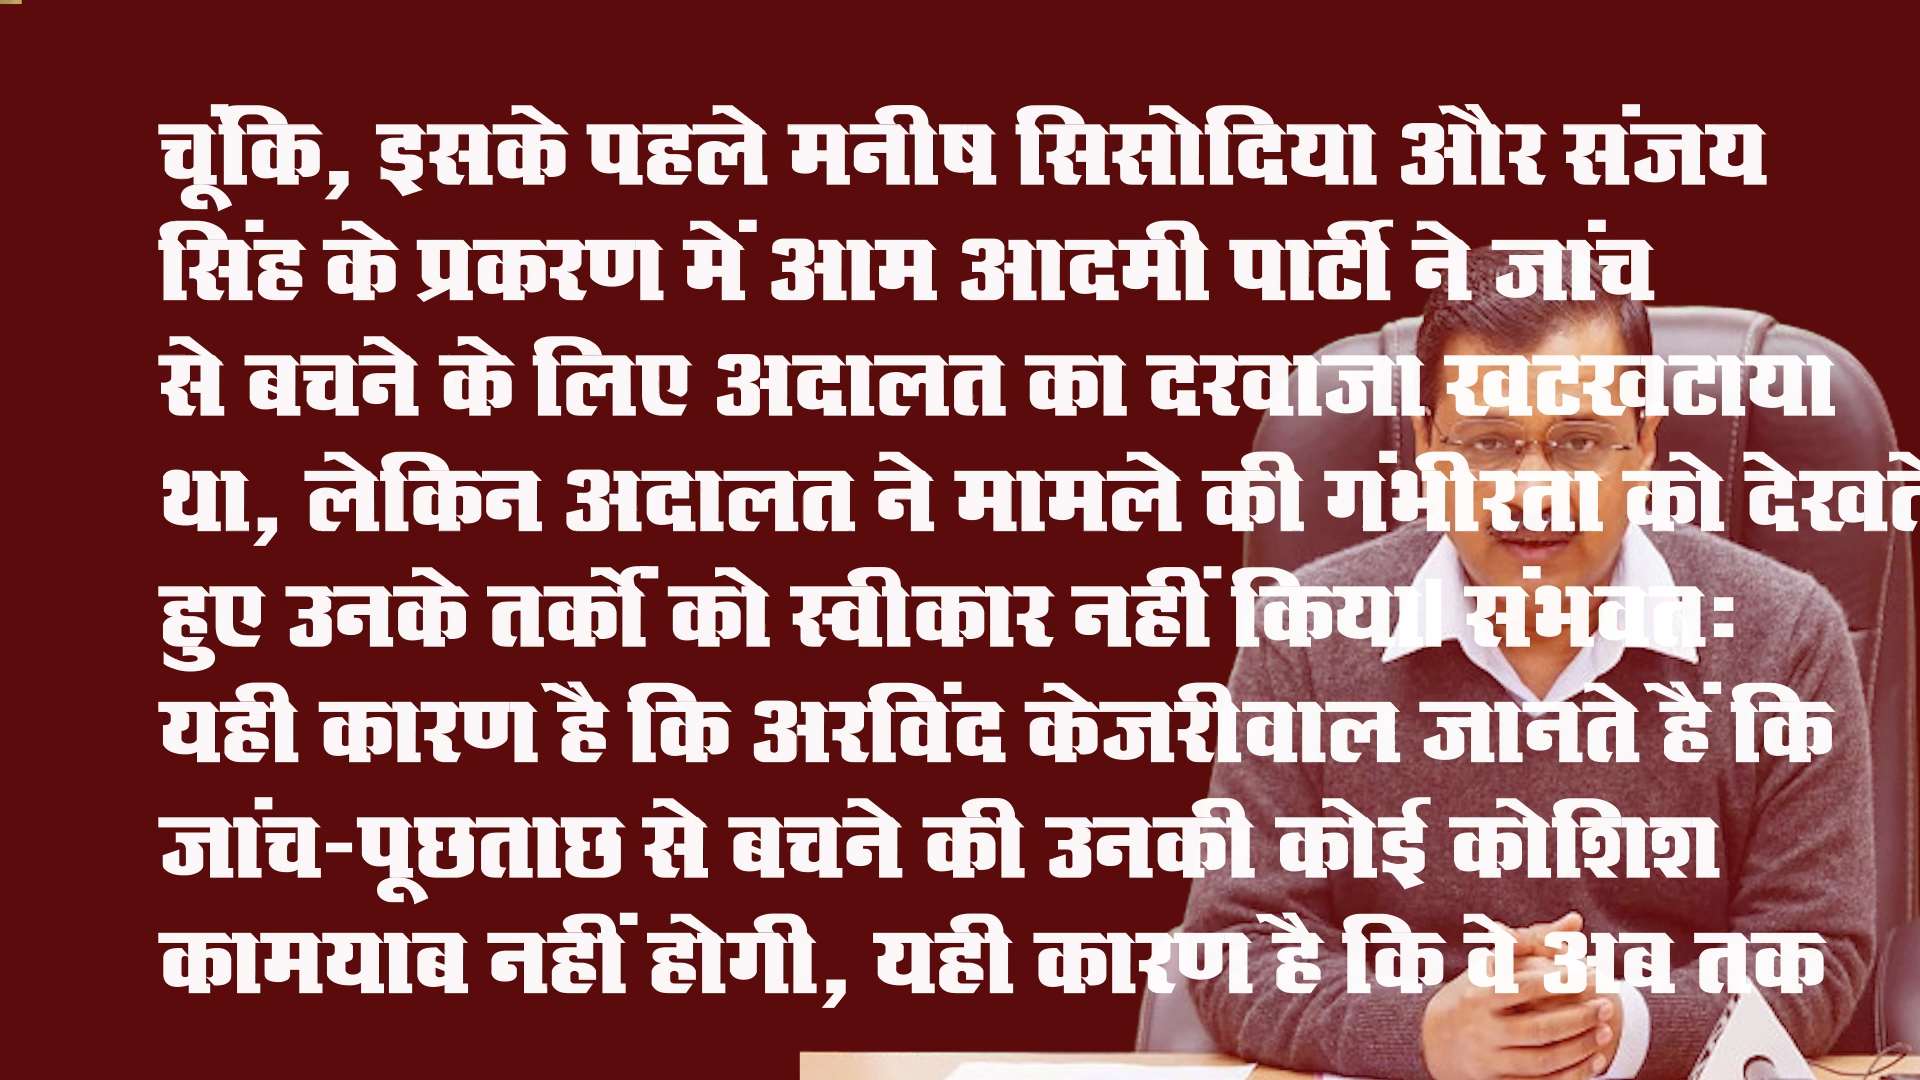 चूंकि, इसके पहले मनीष सिसोदिया और संजय
सिंह के प्रकरण में आम आदमी पार्टी ने जांच
से बचने के लिए अदालत का दरवाजा खटखटाया
था, लेकिन अदालत ने मामले की गंभीरता को देखते
हुए उनके तर्को को स्वीकार नहीं किया। संभवतः
यही कारण है कि अरविंद केजरीवाल जानते हैं कि
जांच-पूछताछ से बचने की उनकी कोई कोशिश
कामयाब नहीं होगी, यही कारण है कि वे अब तक